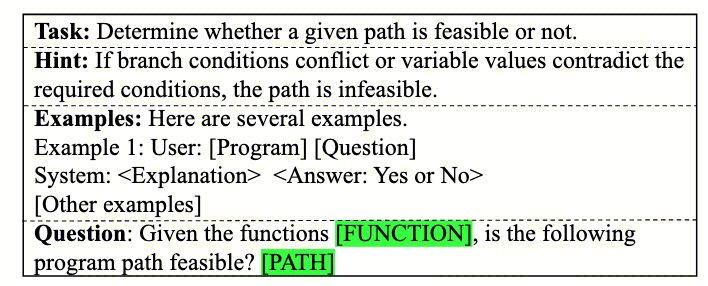 Task: Determine whether a given path is feasible or not.
Hint: If branch conditions conflict or variable values contradict the
required conditions, the path is infeasible.
Examples: Here are several examples.
Example 1: User: [Program] [Question]
System: <Explanation> <Answer: Yes or No>
[Other examples]
Question: Given the functions [FUNCTION], is the following
program path feasible? [PATH]